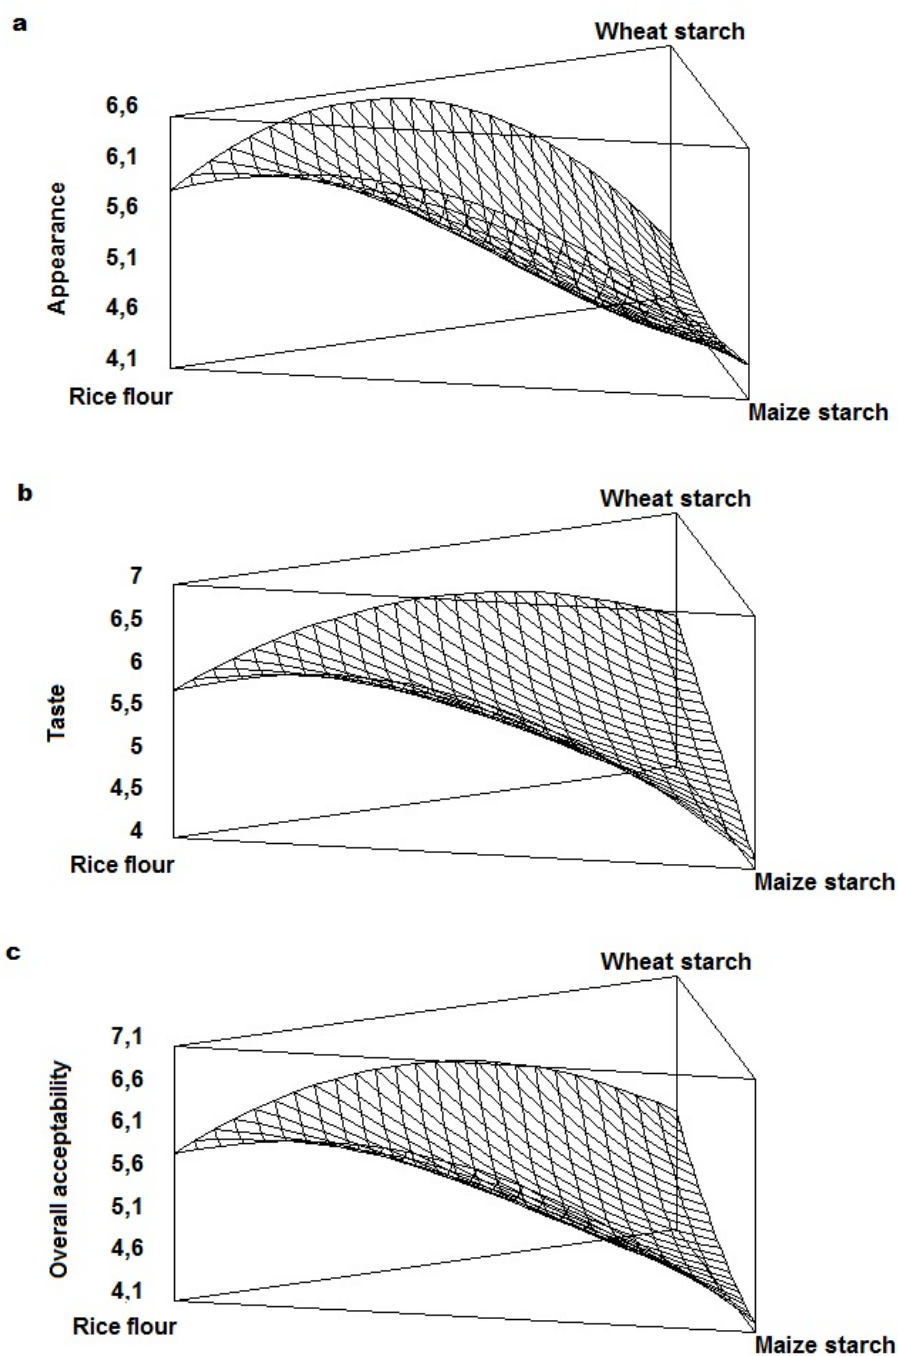 a
Wheat starch
6,6
6,1
5,6
5,1
4,6
4,1
Appearance
Rice flour
Maize starch
b
Wheat starch
7
6,5
6
5,5
5
4,5
4
Taste
Rice flour
Maize starch
c
Wheat starch
7,1
6,6
6,1
5,6
5,1
4,6
4,1
Overall acceptability
Rice flour
Maize starch